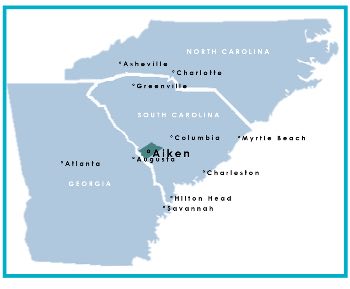 NORTH CAROLINA
Asheville
Charlotte
Greenville
SOUTH CAROLINA
Columbia
Myrtle Beach
Aiken
Augusta
Atlanta
Charleston
GEORGIA
Hilton Head
Savannah